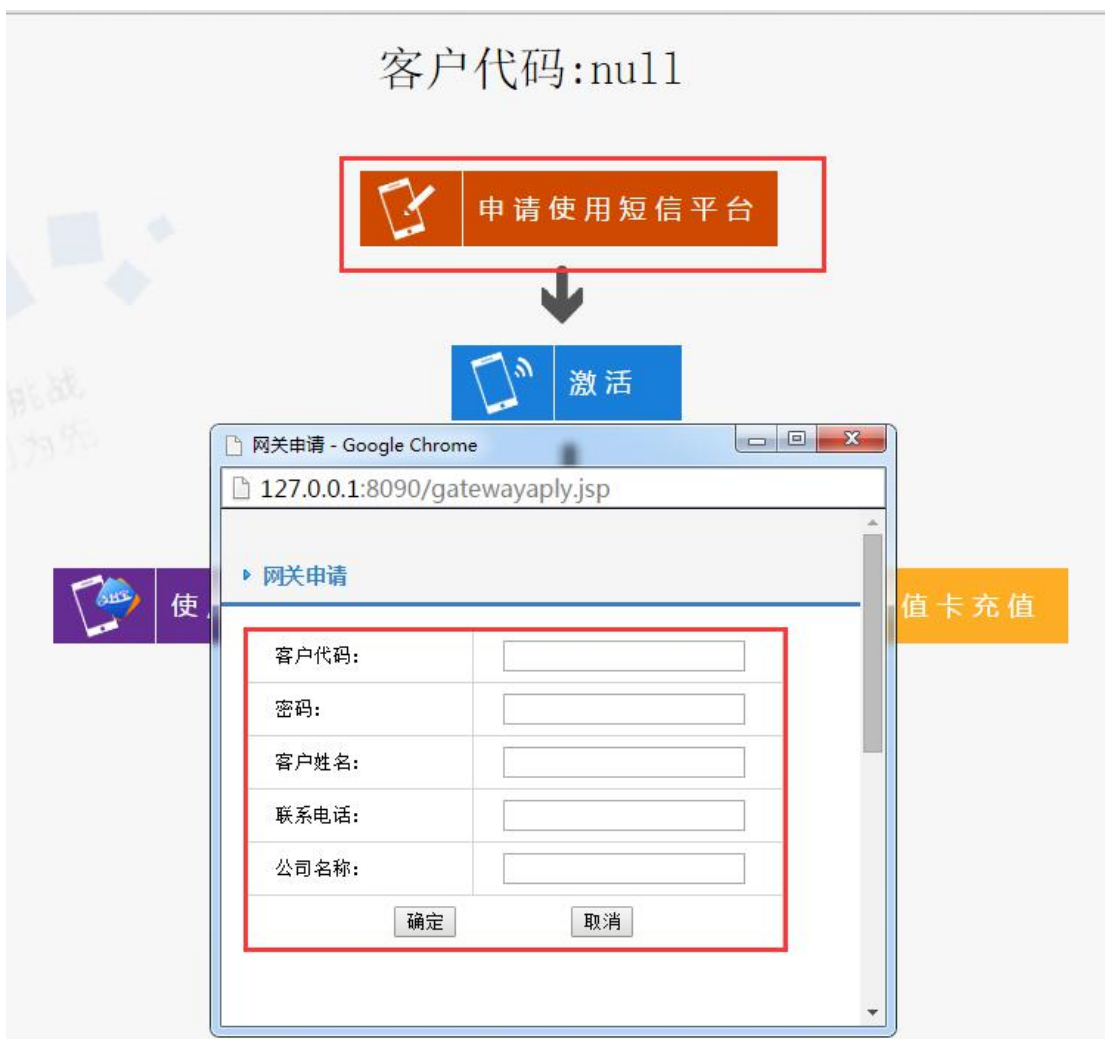 客户代码:null
申请使用短信平台
激活
挑战
网关申请 - Google Chrome
127.0.0.1:8090/gatewayaply.jsp
网关申请
使
值卡充值
客户代码:
密码:
客户姓名:
联系电话:
公司名称:
确定
取消